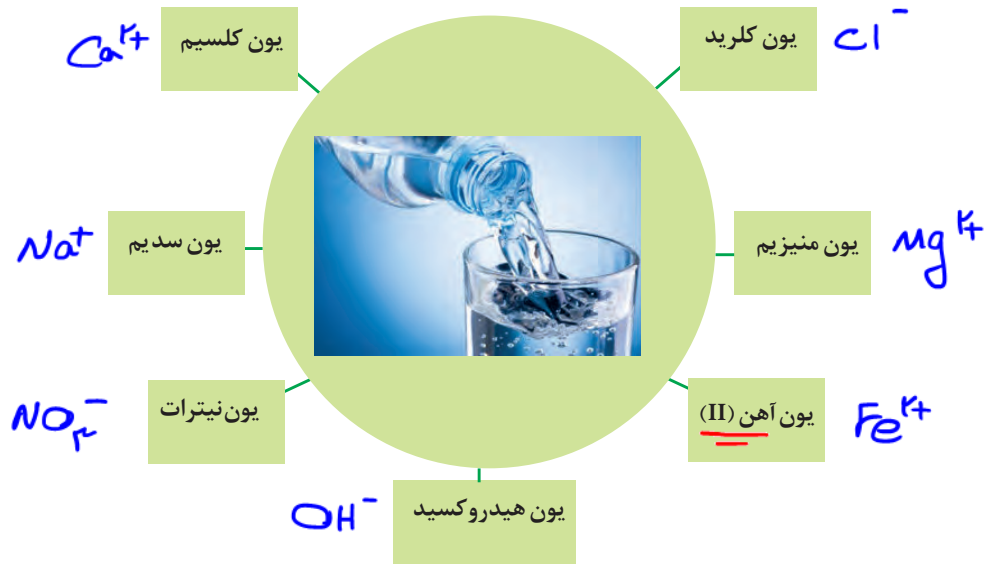 یون کلرید Cl⁻
یون کلسیم Ca²⁺
یون منیزیم Mg²⁺
یون سدیم Na⁺
یون آهن (II) Fe²⁺
یون نیترات NO₃⁻
یون هیدروکسید OH⁻